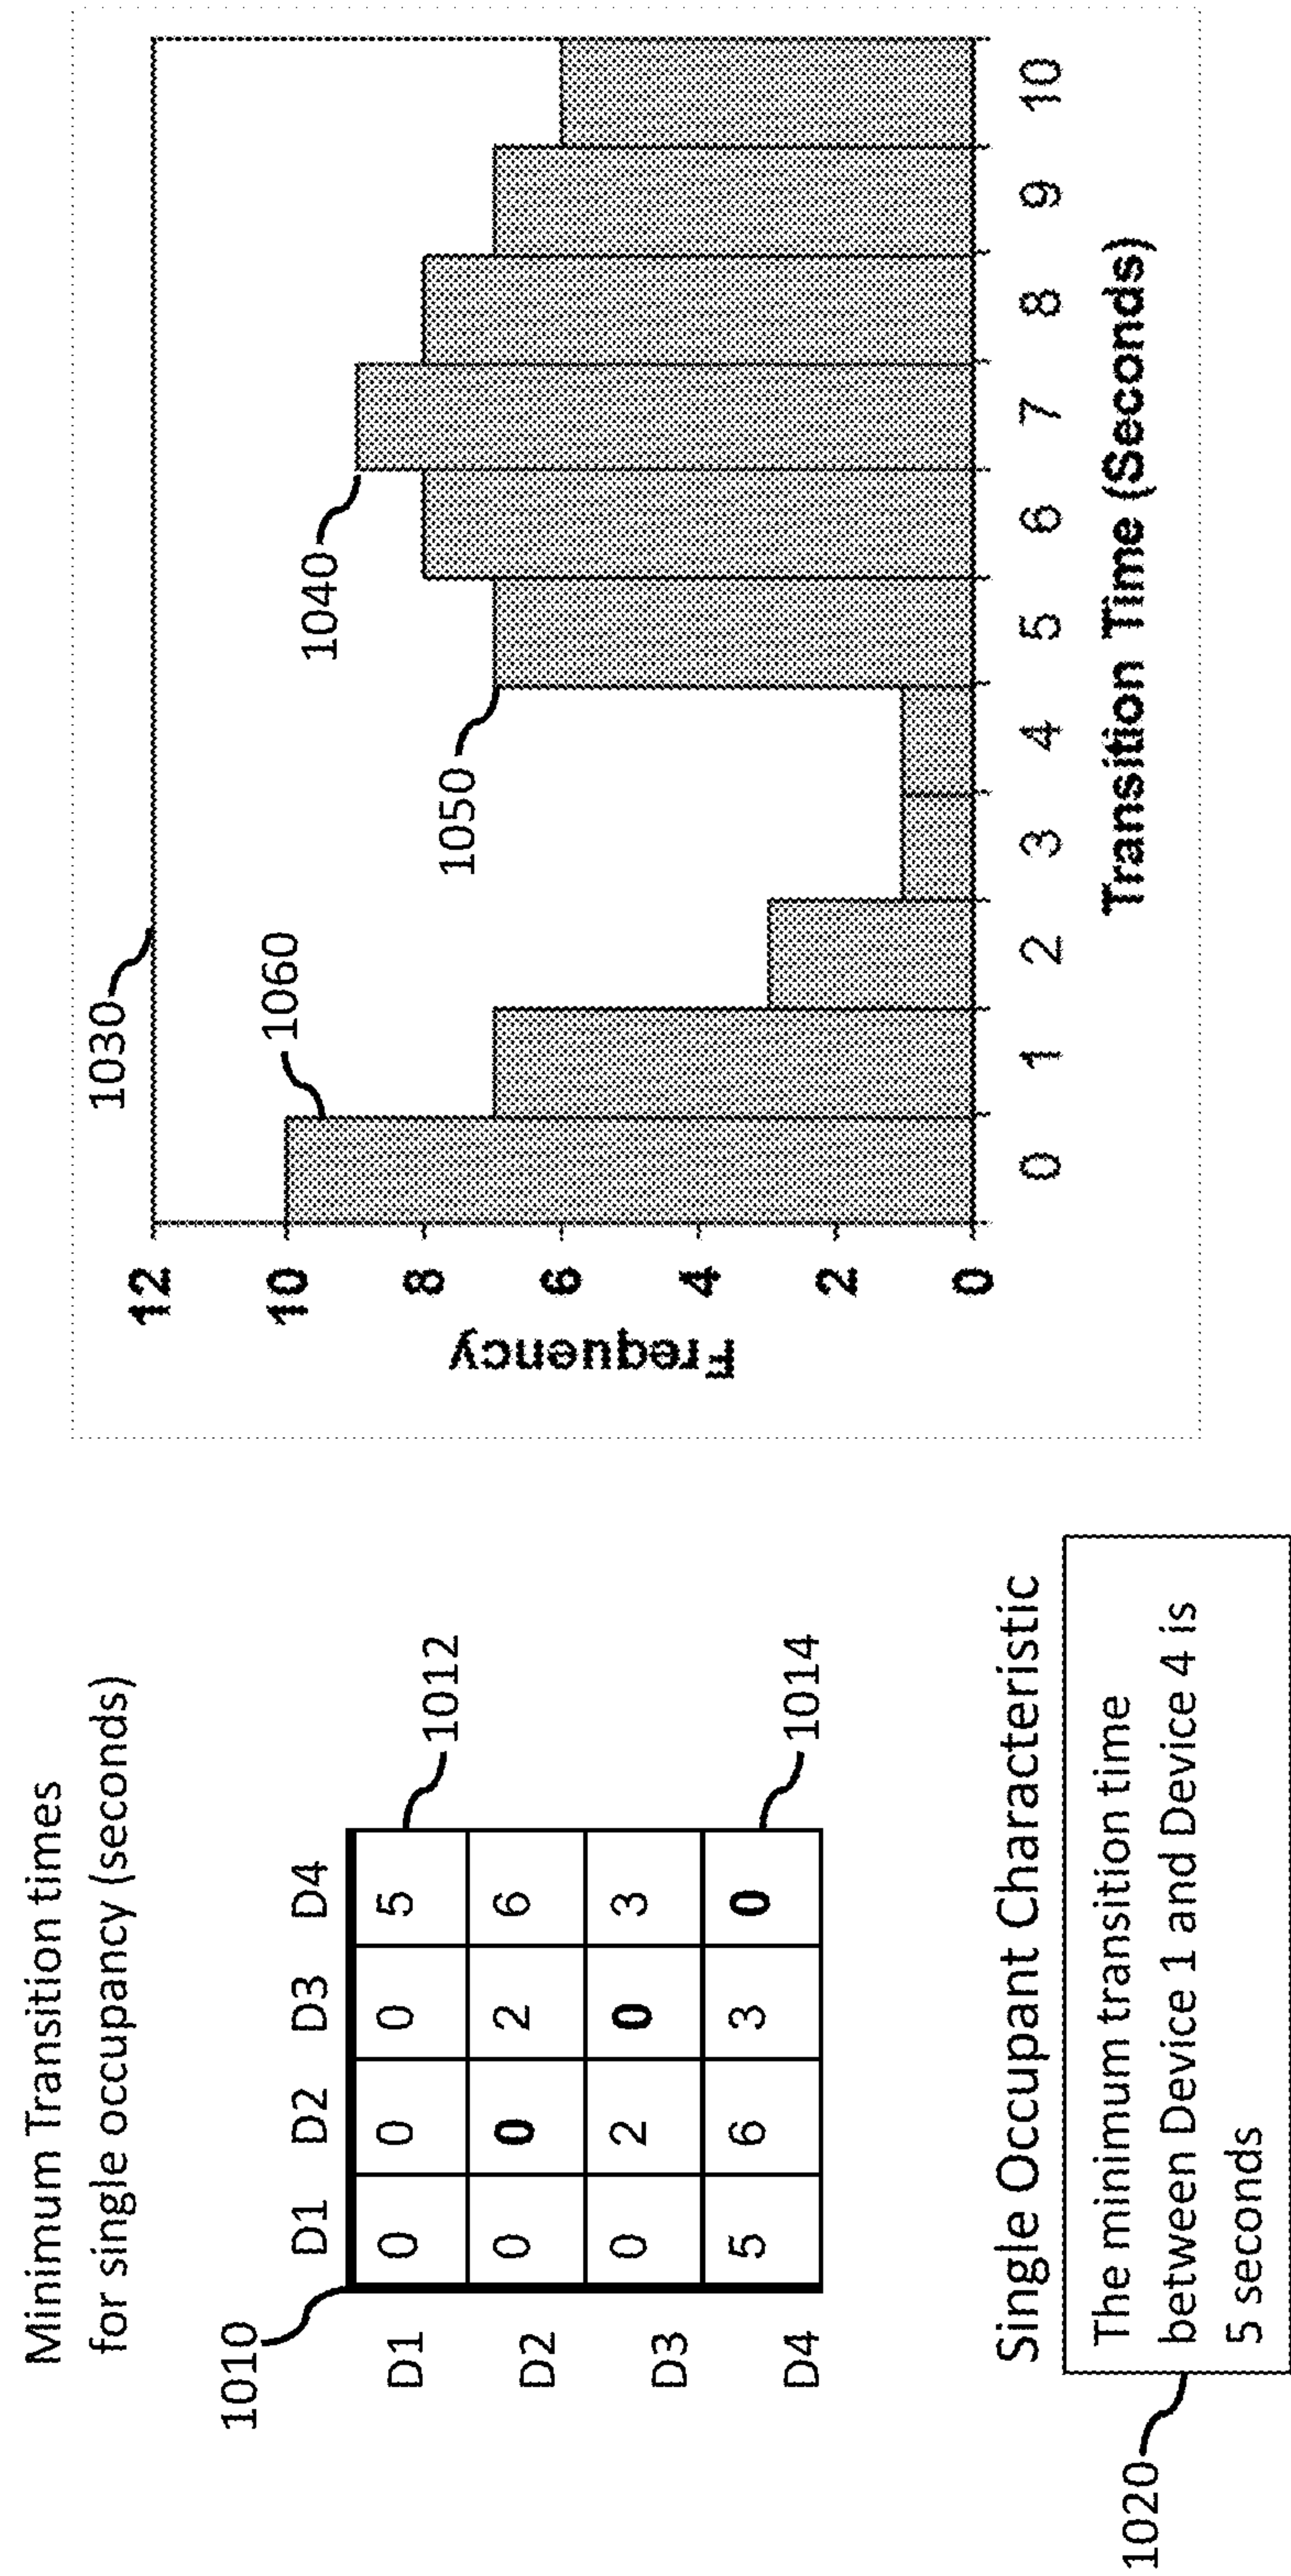 Minimum Transition times
for single occupancy (seconds)
1010
D1 D2 D3 D4
D1 0 0 0 5
D2 0 0 2 6
D3 0 2 0 3
D4 5 6 3 0
1012
1014
Single Occupant Characteristic
The minimum transition time
between Device 1 and Device 4 is
5 seconds
1020
1030
1060
1040
1050
Frequency
12
10
8
6
4
2
0
0 1 2 3 4 5 6 7 8 9 10
Transition Time (Seconds)